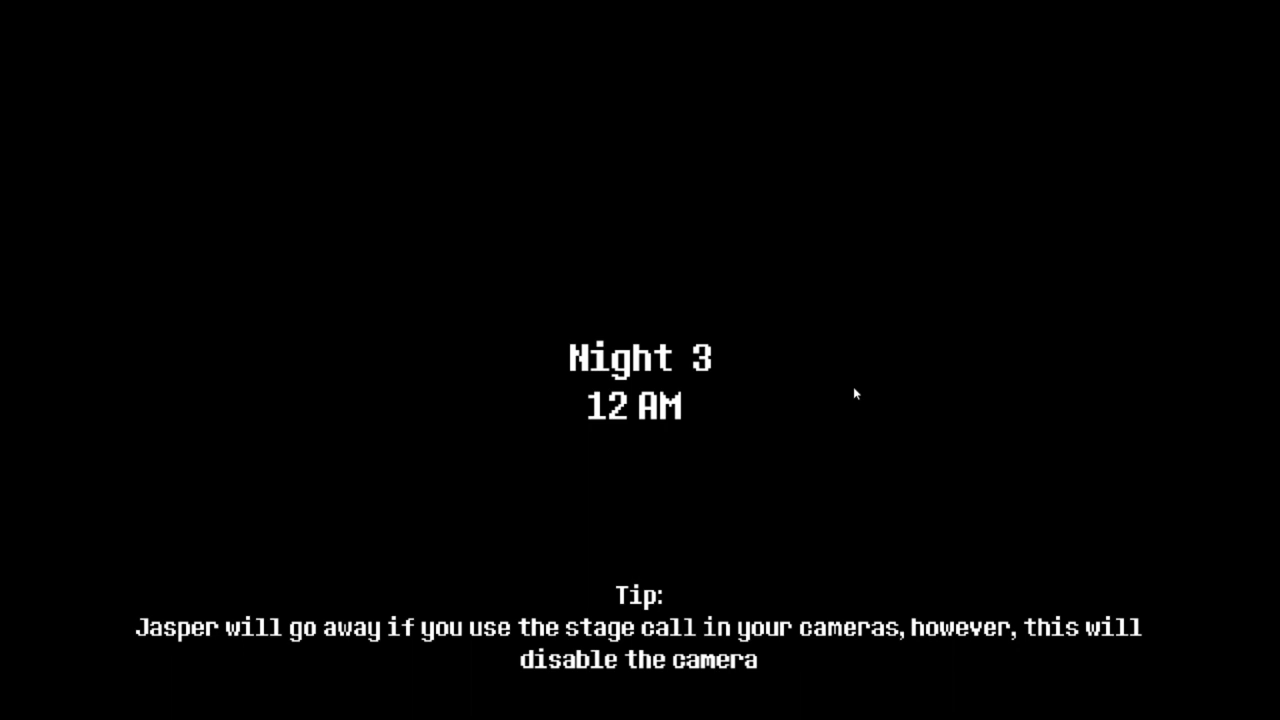 Night 3
12 AM
Tip:
Jasper will go away if you use the stage call in your cameras, however, this will
disable the camera